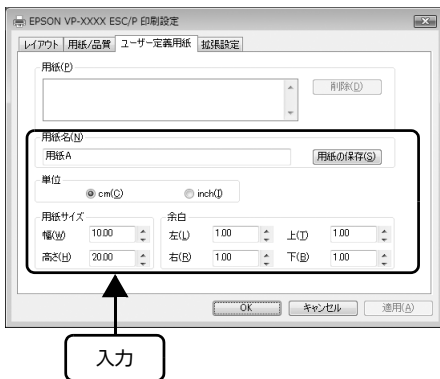 EPSON VP-XXXX ESC/P 印刷設定
レイアウト 用紙/品質 ユーザー定義用紙 拡張設定
用紙(P)
削除(D)
用紙名(N)
用紙A 用紙の保存(S)
単位
cm(C) inch(I)
用紙サイズ 余白
幅(W) 10.00 左(L) 1.00 上(T) 1.00
高さ(H) 20.00 右(R) 1.00 下(B) 1.00
OK キャンセル 適用(A)
入力